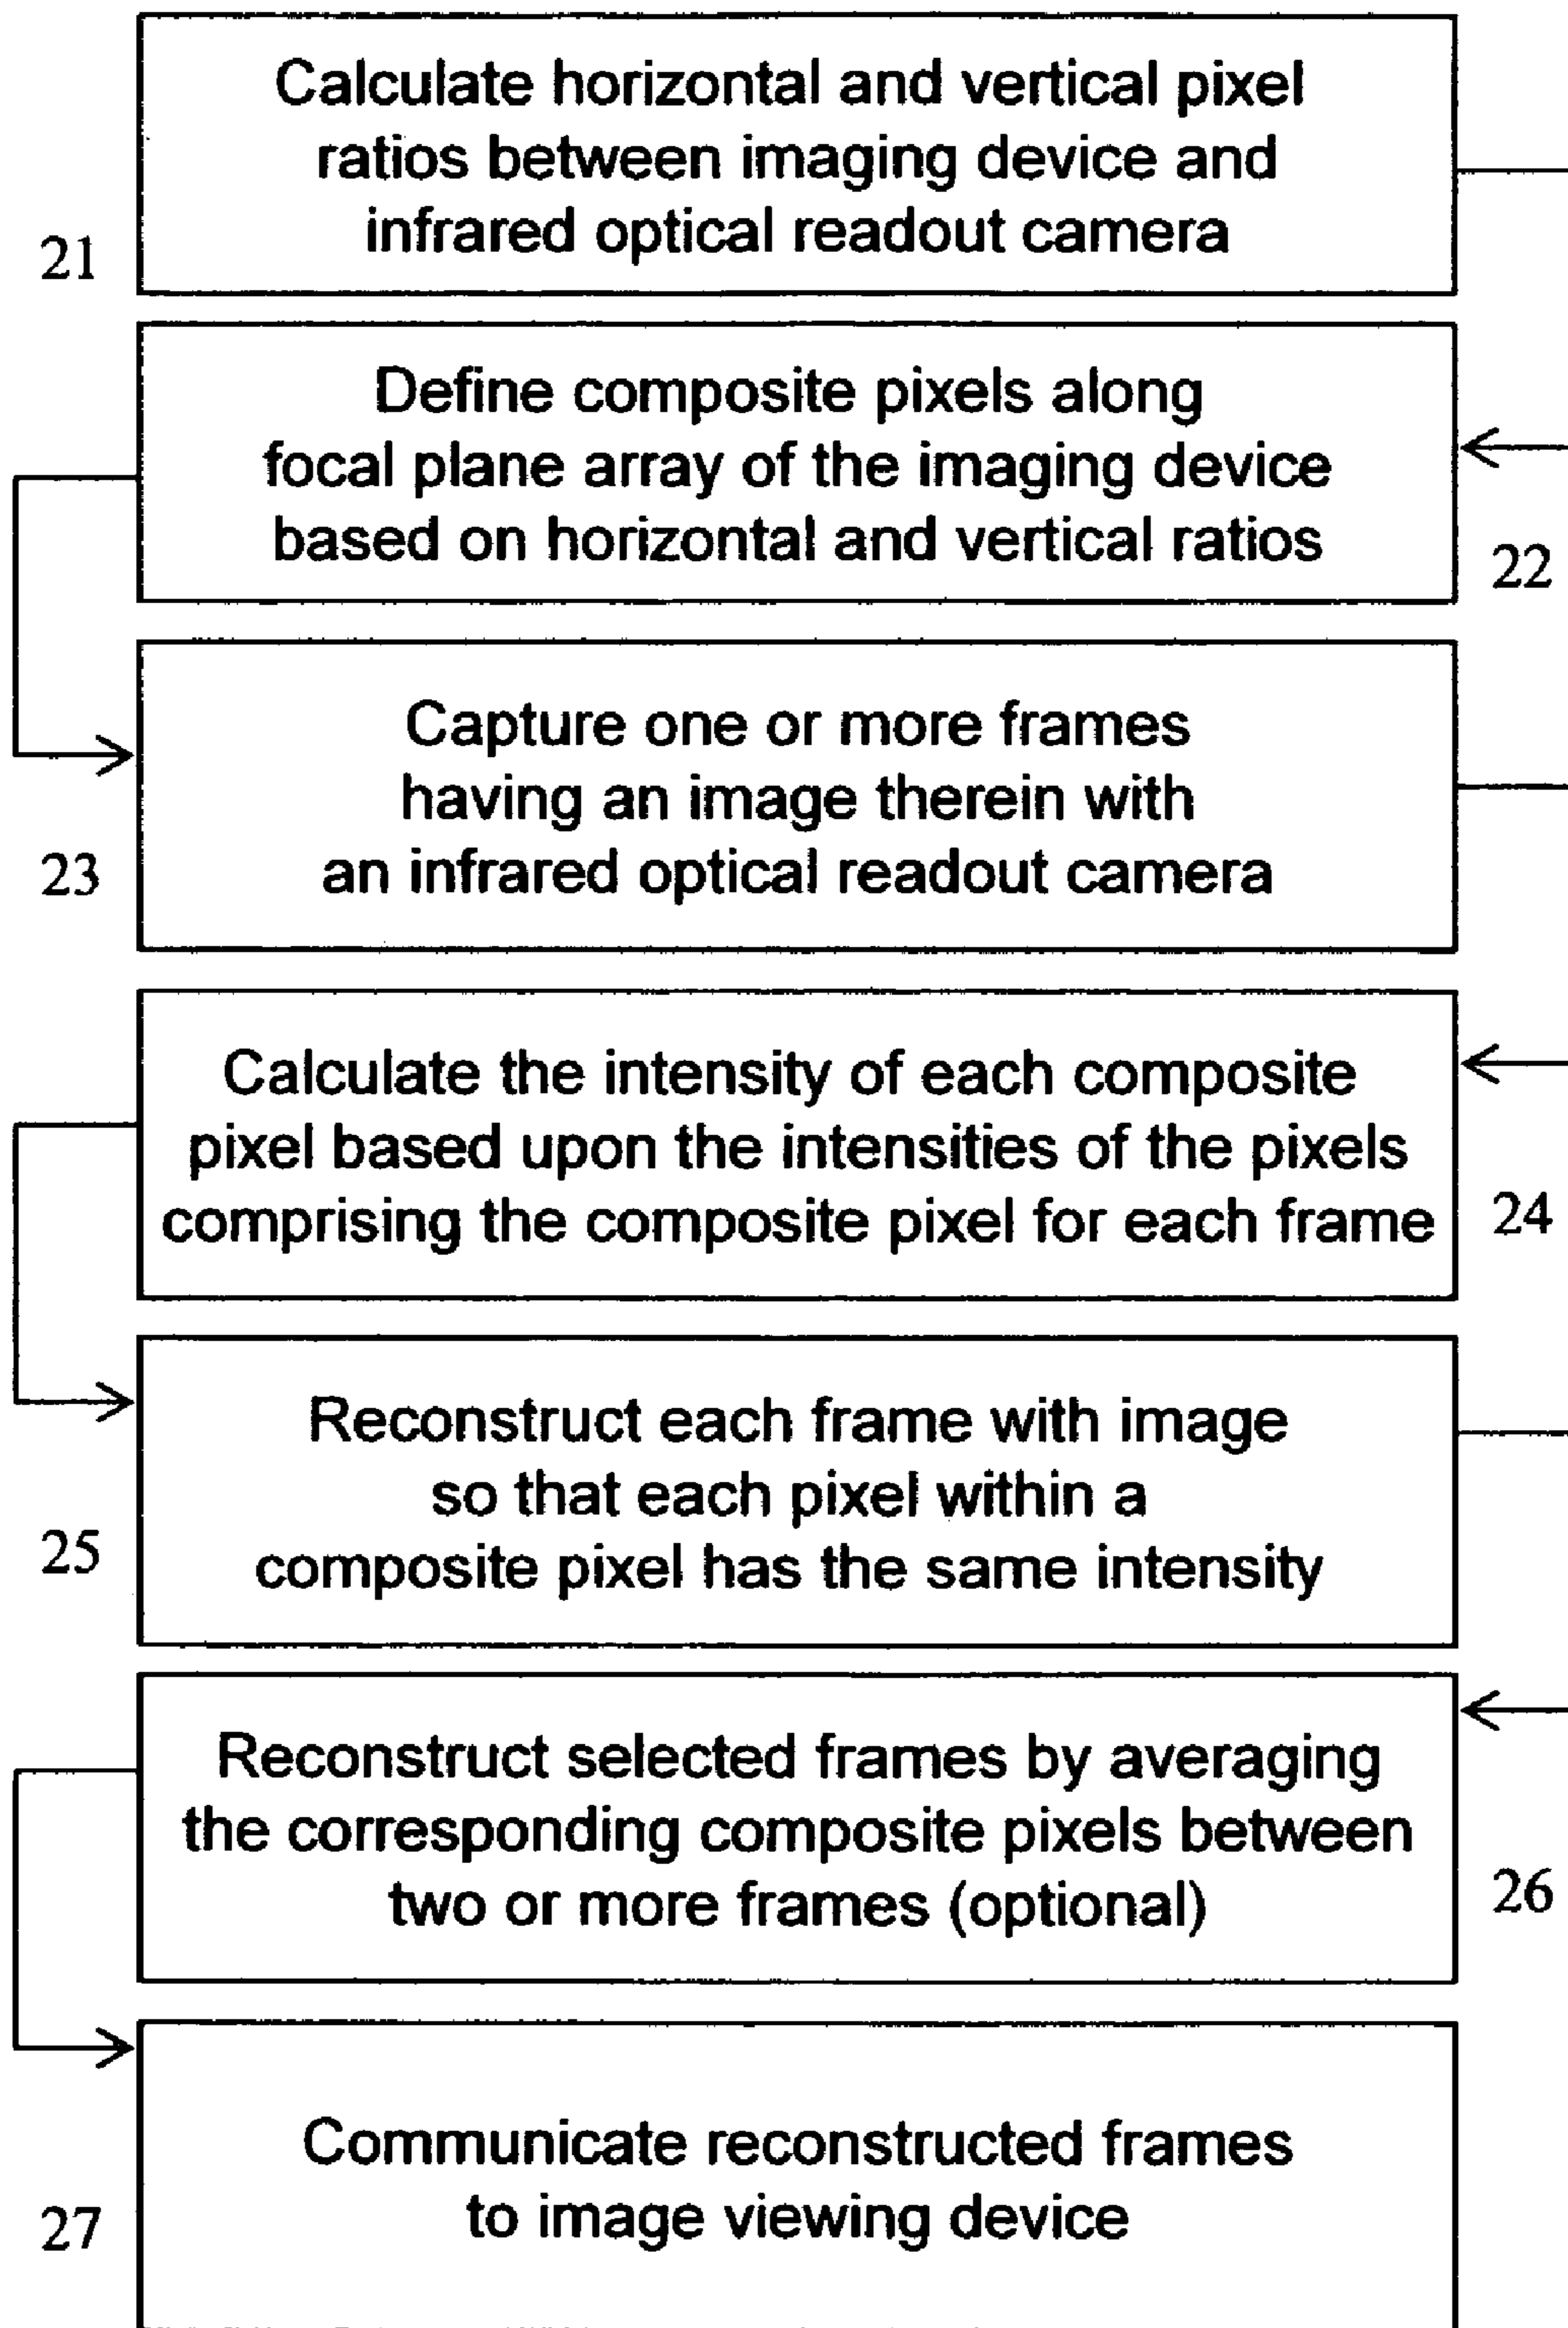 Calculate horizontal and vertical pixel
ratios between imaging device and
infrared optical readout camera
21
Define composite pixels along
focal plane array of the imaging device
based on horizontal and vertical ratios
22
Capture one or more frames
having an image therein with
an infrared optical readout camera
23
Calculate the intensity of each composite
pixel based upon the intensities of the pixels
comprising the composite pixel for each frame
24
Reconstruct each frame with image
so that each pixel within a
composite pixel has the same intensity
25
Reconstruct selected frames by averaging
the corresponding composite pixels between
two or more frames (optional)
26
Communicate reconstructed frames
to image viewing device
27